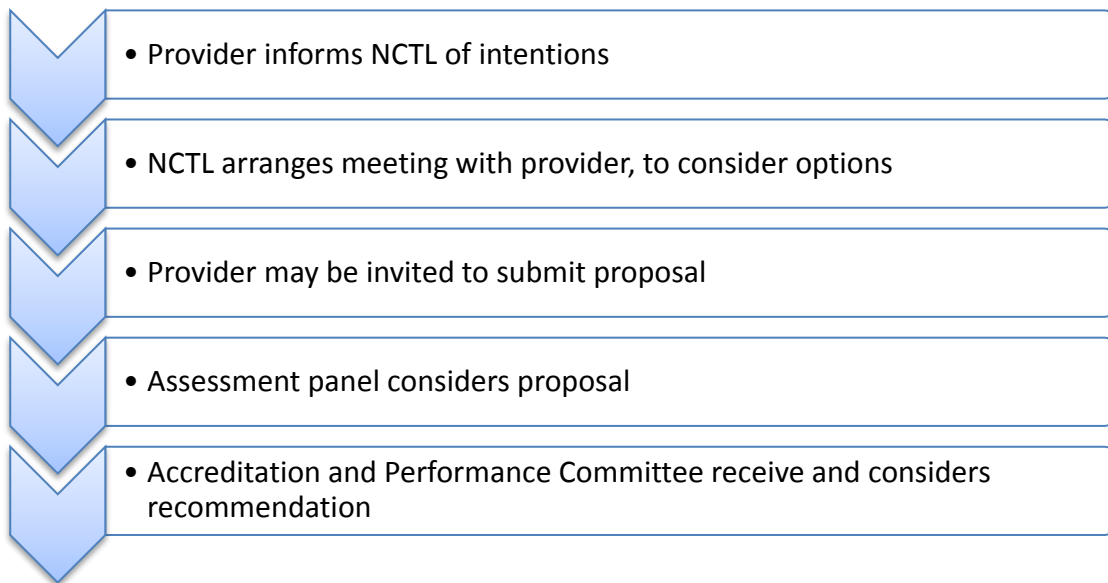 • Provider informs NCTL of intentions
• NCTL arranges meeting with provider, to consider options
• Provider may be invited to submit proposal
• Assessment panel considers proposal
• Accreditation and Performance Committee receive and considers
recommendation